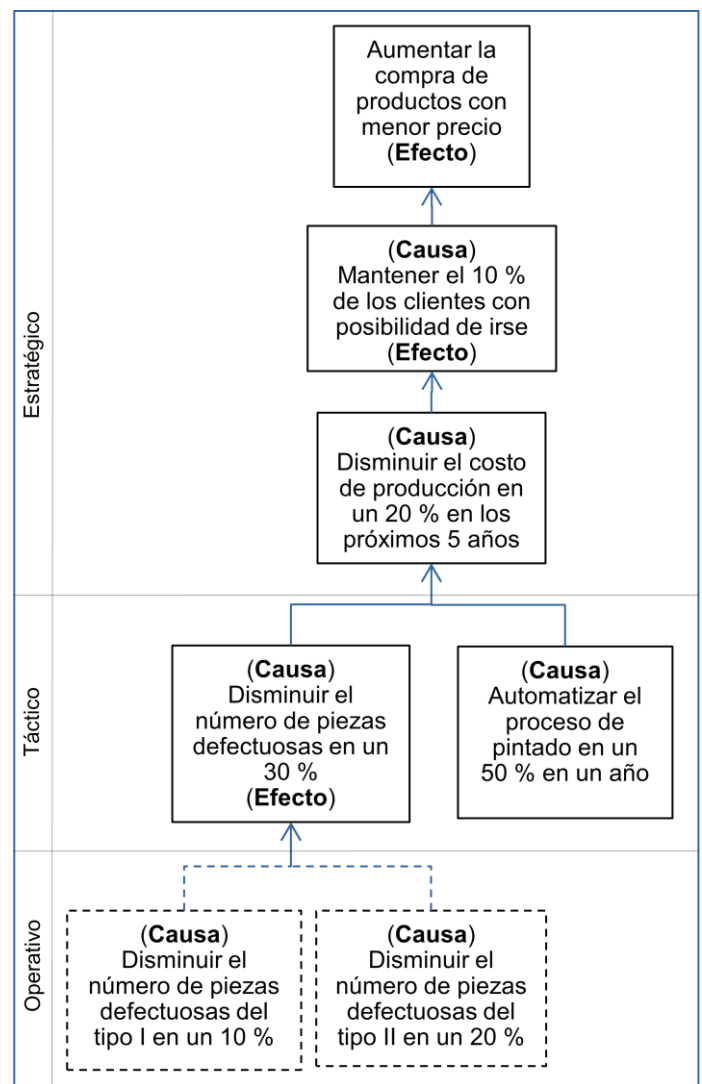 Estratégico
Aumentar la
compra de
productos con
menor precio
(Efecto)
(Causa)
Mantener el 10 %
de los clientes con
posibilidad de irse
(Efecto)
(Causa)
Disminuir el costo
de producción en
un 20 % en los
próximos 5 años
Táctico
(Causa)
Disminuir el
número de piezas
defectuosas en un
30 %
(Efecto)
(Causa)
Automatizar el
proceso de
pintado en un
50 % en un año
Operativo
(Causa)
Disminuir el
número de piezas
defectuosas del
tipo I en un 10 %
(Causa)
Disminuir el
número de piezas
defectuosas del
tipo II en un 20 %